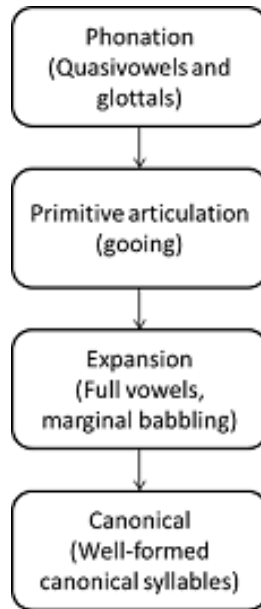 Phonation
(Quasivowels and
glottals)
Primitive articulation
(gooing)
Expansion
(Full vowels,
marginal babbling)
Canonical
(Well-formed
canonical syllables)